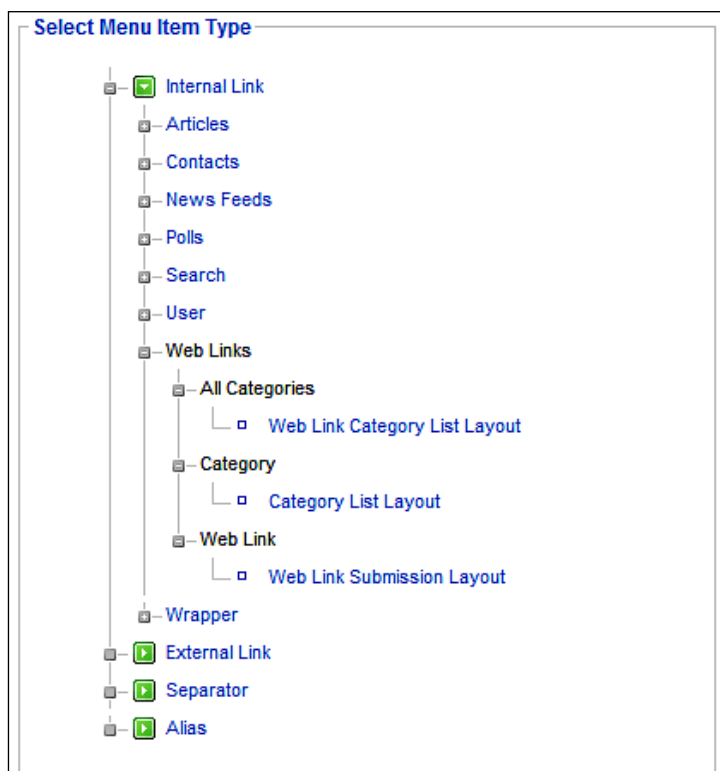 Select Menu Item Type
Internal Link
Articles
Contacts
News Feeds
Polls
Search
User
Web Links
All Categories
Web Link Category List Layout
Category
Category List Layout
Web Link
Web Link Submission Layout
Wrapper
External Link
Separator
Alias